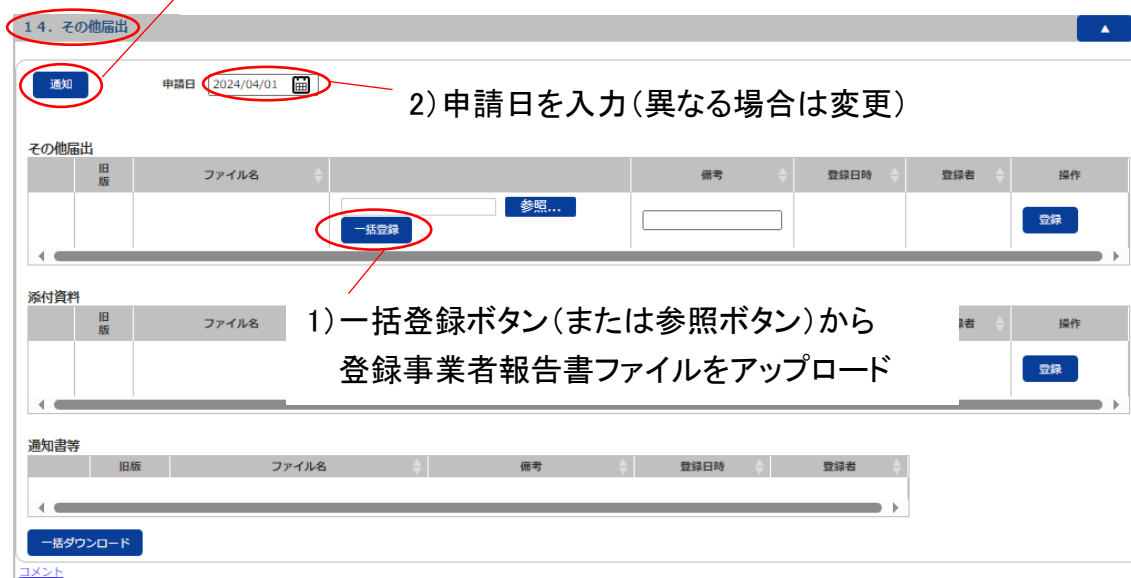 14. その他届出
▲
通知
申請日 2024/04/01
2)申請日を入力(異なる場合は変更)
その他届出
旧版 ファイル名 備考 登録日時 登録者 操作
参照...
一括登録
登録
添付資料
旧版 ファイル名 録者 操作
登録
1)一括登録ボタン(または参照ボタン)から
登録事業者報告書ファイルをアップロード
通知書等
旧版 ファイル名 備考 登録日時 登録者
一括ダウンロード
コメント